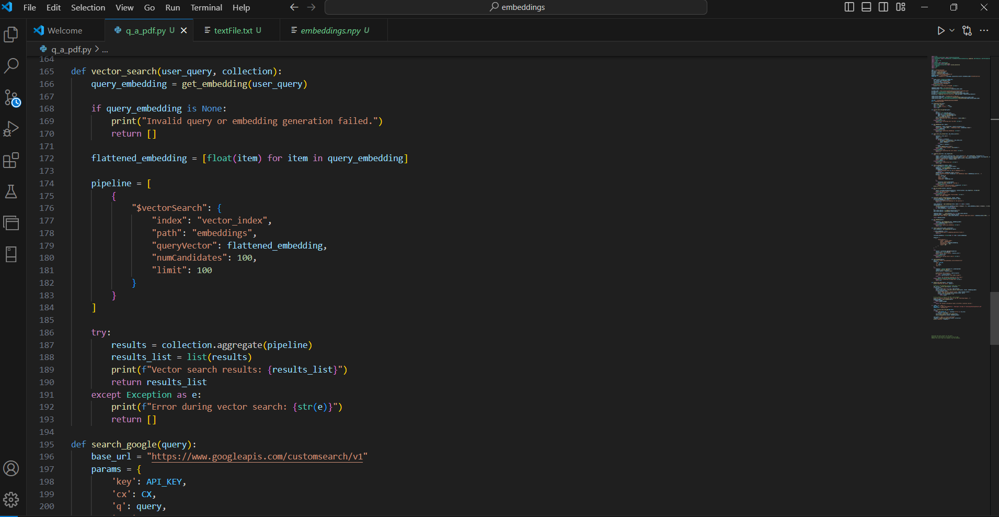 File Edit Selection View Go Run Terminal Help
embeddings
Welcome
q_a_pdf.py U
textFile.txt U
embeddings.npy U
q_a_pdf.py > ...
164
165 def vector_search(user_query, collection):
166     query_embedding = get_embedding(user_query)
167
168     if query_embedding is None:
169         print("Invalid query or embedding generation failed.")
170         return []
171
172     flattened_embedding = [float(item) for item in query_embedding]
173
174     pipeline = [
175         {
176             "$vectorSearch": {
177                 "index": "vector_index",
178                 "path": "embeddings",
179                 "queryVector": flattened_embedding,
180                 "numCandidates": 100,
181                 "limit": 100
182             }
183         }
184     ]
185
186     try:
187         results = collection.aggregate(pipeline)
188         results_list = list(results)
189         print(f"Vector search results: {results_list}")
190         return results_list
191     except Exception as e:
192         print(f"Error during vector search: {str(e)}")
193         return []
194
195 def search_google(query):
196     base_url = "https://www.googleapis.com/customsearch/v1"
197     params = {
198         'key': API_KEY,
199         'cx': CX,
200         'q': query,